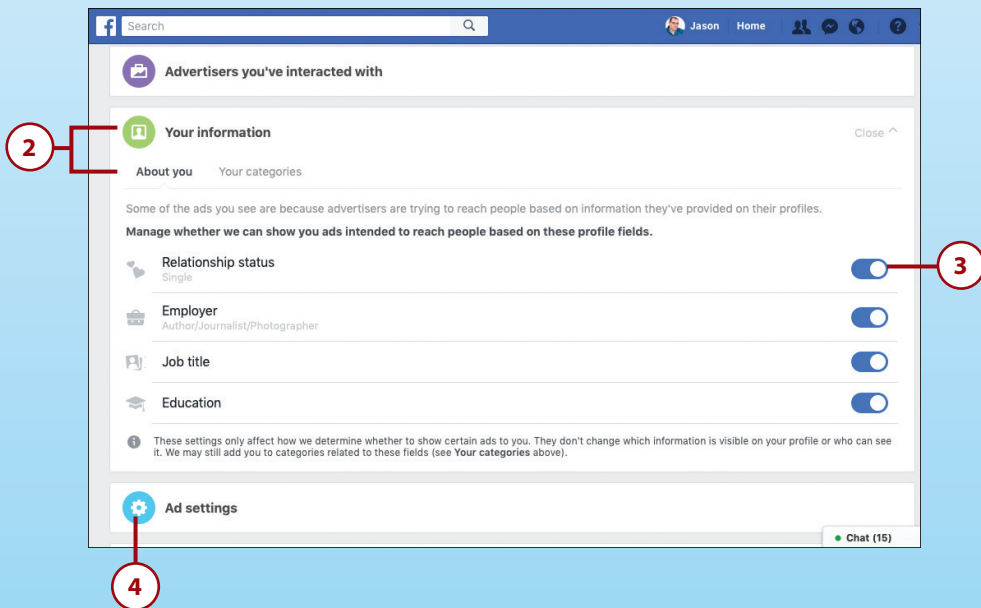 f Search Jason Home ?
Advertisers you've interacted with
2
Your information Close
About you Your categories
Some of the ads you see are because advertisers are trying to reach people based on information they've provided on their profiles.
Manage whether we can show you ads intended to reach people based on these profile fields.
Relationship status
3
Single
Employer
Author/Journalist/Photographer
Job title
Education
These settings only affect how we determine whether to show certain ads to you. They don't change which information is visible on your profile or who can see
it. We may still add you to categories related to these fields (see Your categories above).
Ad settings
Chat (15)
4